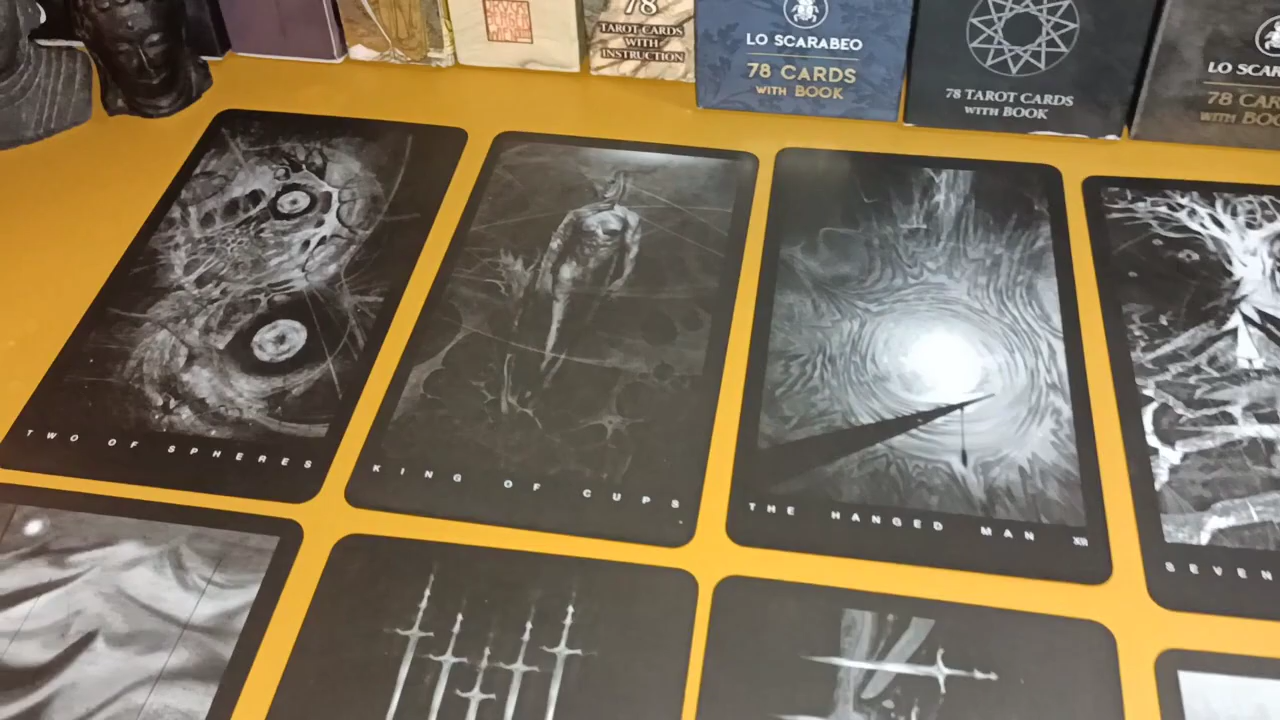 78
TAROT CARDS
WITH
INSTRUCTION
LO SCARABEO
78 CARDS
WITH BOOK
78 TAROT CARDS
WITH BOOK
LO SCAR
78 CAR
WITH BOO
TWO OF SPHERES
KING OF CUPS
THE HANGED MAN
XII
SEVEN